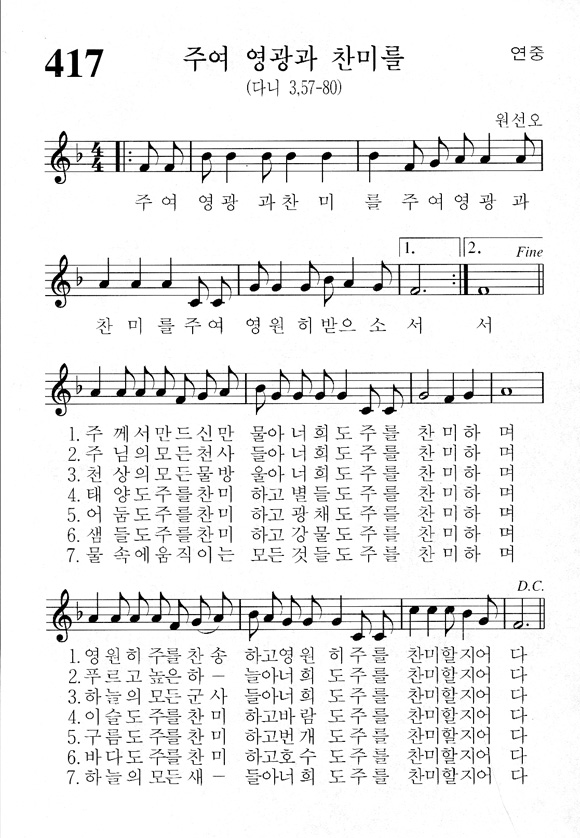 417 주여 영광과 찬미를 연중
(다니 3,57-80)
원선오
주여 영광 과찬 미 를 주여영광 과
1. 2. Fine
찬 미 를주여 영원 히받으 소 서 서
1.주 께서만드신만 물아너희도주를 찬미하 며
2.주 님의모든천사 들아너희도주를 찬미하 며
3.천 상의모든물방 울아너희도주를 찬미하 며
4.태 양도주를찬미 하고별들도주를 찬미하 며
5.어 둠도주를찬미 하고광채도주를 찬미하 며
6.샘 들도주를찬미 하고강물도주를 찬미하 며
7.물 속에움직이는 모든것들도주를 찬미하 며
D.C.
1.영원히주를찬송 하고영원 히주를 찬미할지어 다
2.푸르고높은하ㅡ 늘아너희 도주를 찬미할지어 다
3.하늘의모든군사 들아너희 도주를 찬미할지어 다
4.이슬도주를찬미 하고바람 도주를 찬미할지어 다
5.구름도주를찬미 하고번개 도주를 찬미할지어 다
6.바다도주를찬미 하고호수 도주를 찬미할지어 다
7.하늘의모든새ㅡ 들아너희 도주를 찬미할지어 다